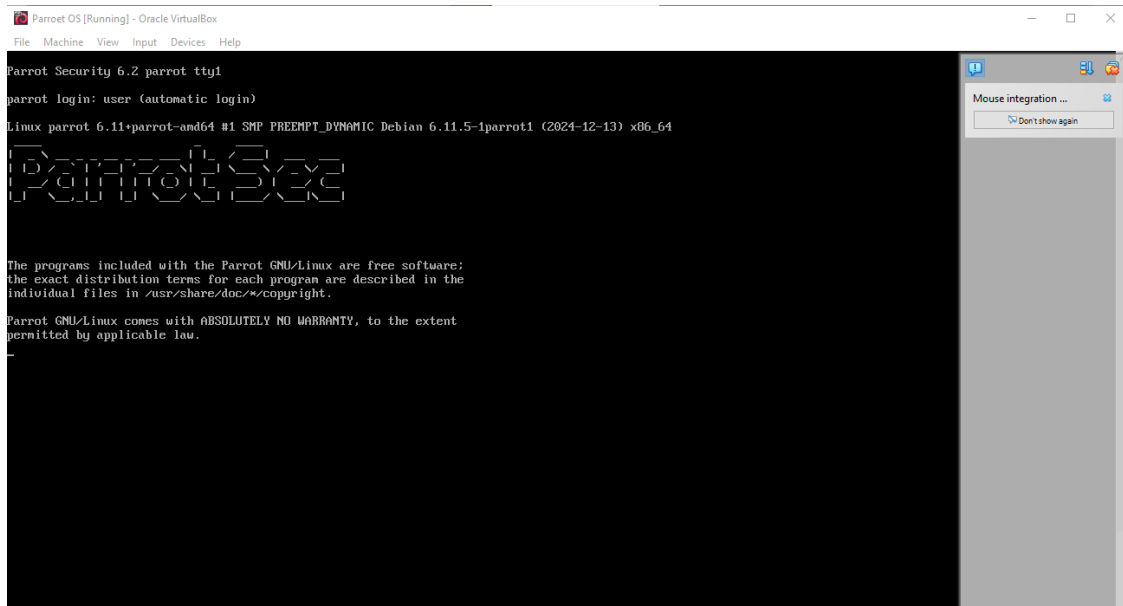 Parroet OS [Running] - Oracle VirtualBox
File Machine View Input Devices Help
Parrot Security 6.2 parrot tty1
parrot login: user (automatic login)
Linux parrot 6.11+parrot-amd64 #1 SMP PREEMPT_DYNAMIC Debian 6.11.5-1parrot1 (2024-12-13) x86_64
ParrotSec
The programs included with the Parrot GNU/Linux are free software;
the exact distribution terms for each program are described in the
individual files in /usr/share/doc/*/copyright.
Parrot GNU/Linux comes with ABSOLUTELY NO WARRANTY, to the extent
permitted by applicable law.
Mouse integration ...
Don't show again